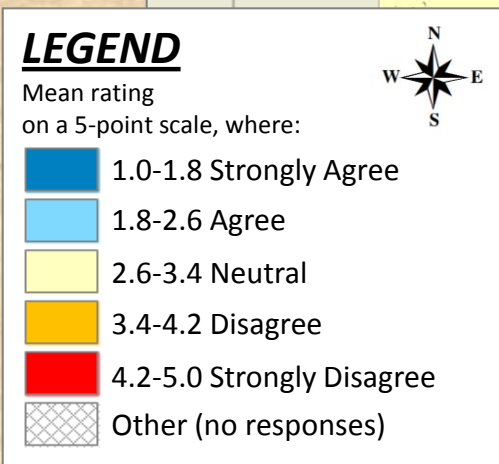 LEGEND
N
W E
S
Mean rating
on a 5-point scale, where:
1.0-1.8 Strongly Agree
1.8-2.6 Agree
2.6-3.4 Neutral
3.4-4.2 Disagree
4.2-5.0 Strongly Disagree
Other (no responses)